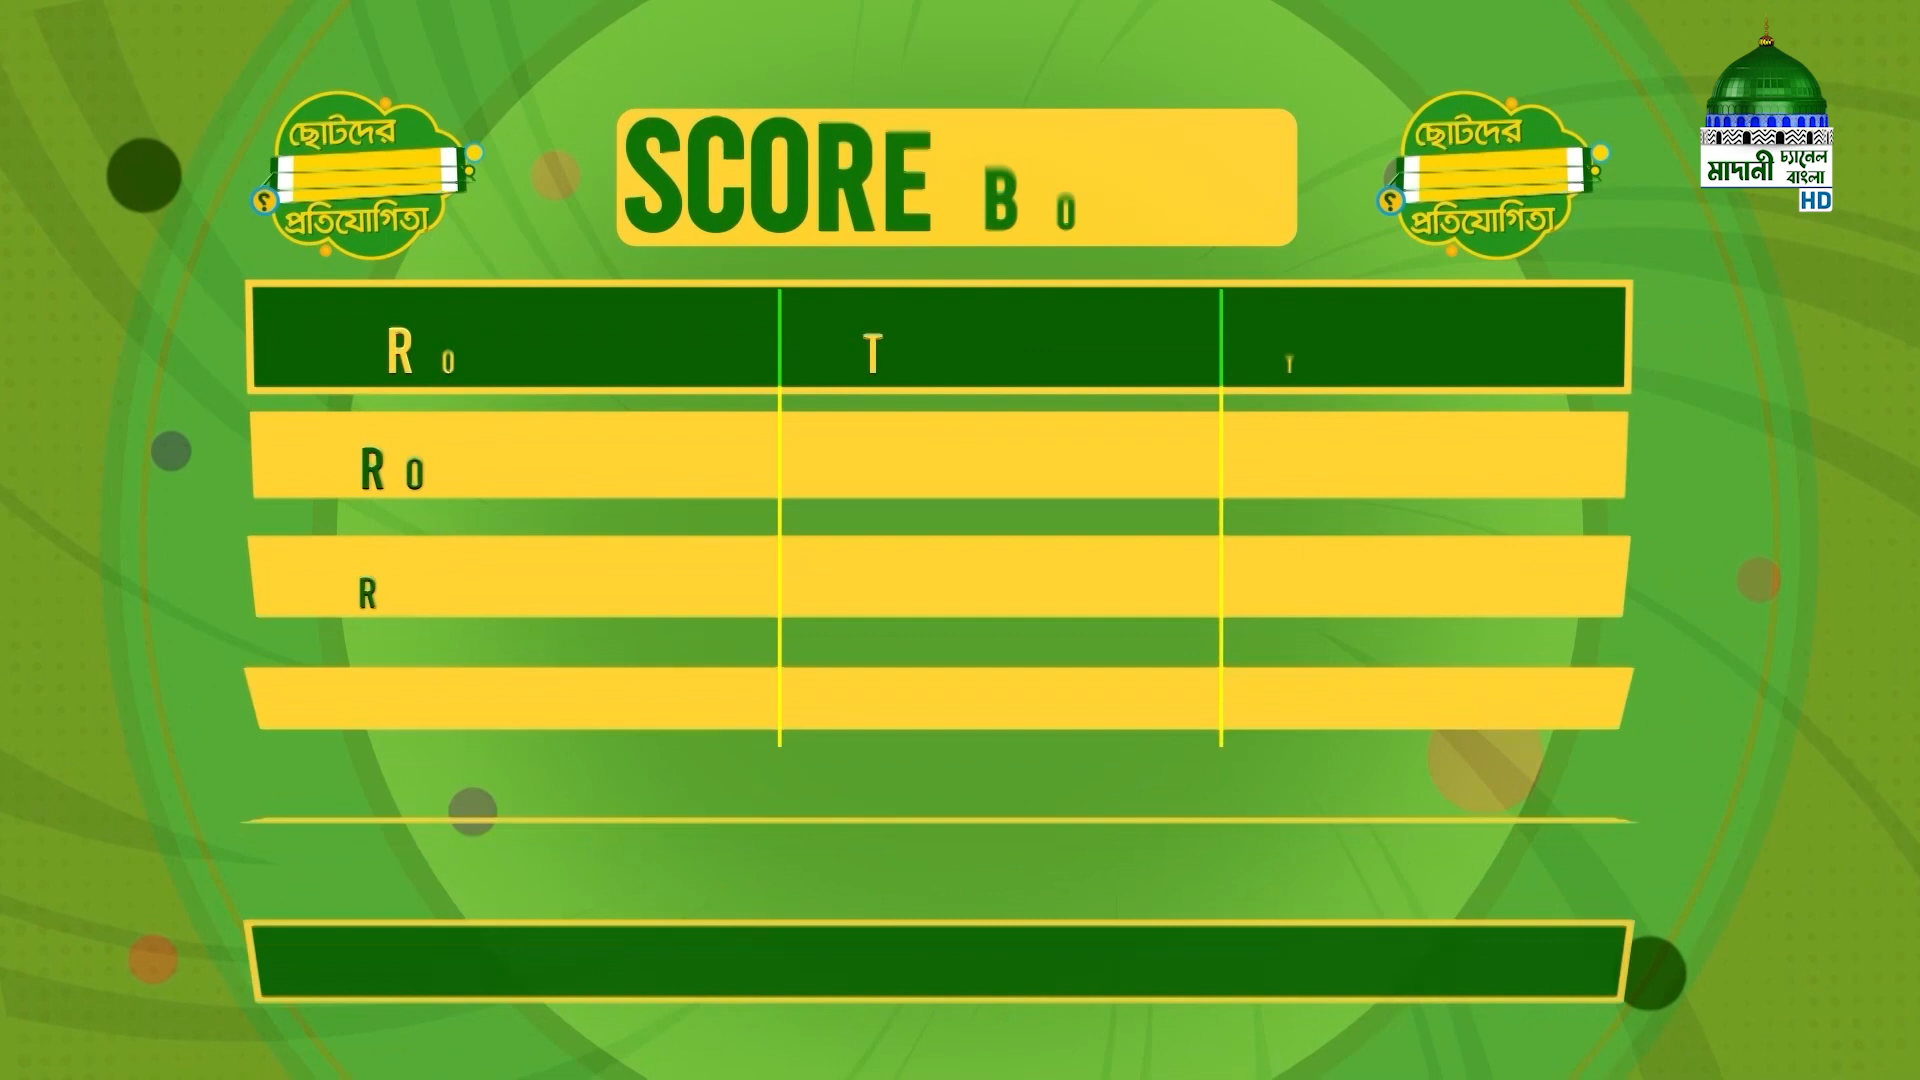 ছোটদের
প্রতিযোগিতা
SCORE B O
ছোটদের
প্রতিযোগিতা
মাদানী চ্যানেল বাংলা
HD
R O T T
R O
R